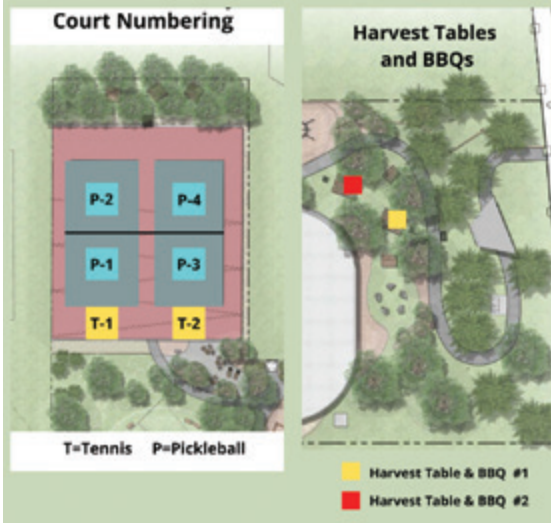 Court Numbering
P-2 P-4
P-1 P-3
T-1 T-2
T=Tennis P=Pickleball
Harvest Tables
and BBQs
Harvest Table & BBQ #1
Harvest Table & BBQ #2